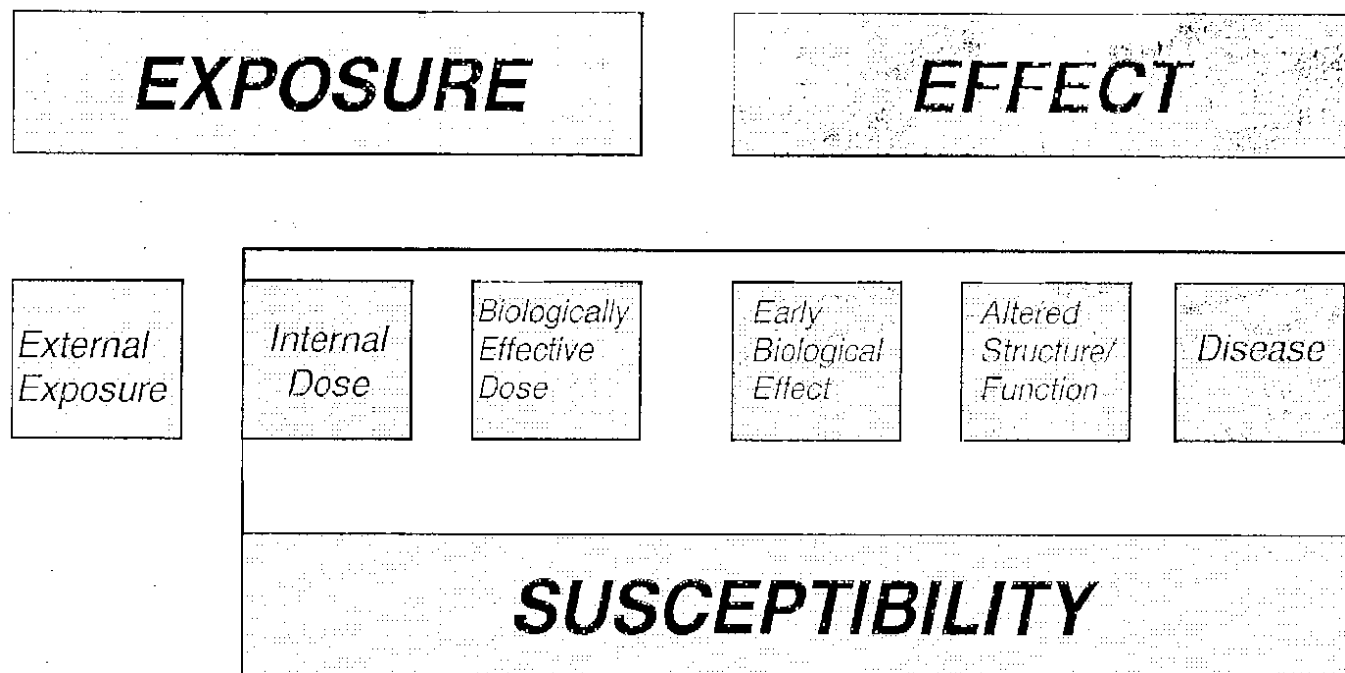 EXPOSURE
EFFECT
External
Exposure
Internal
Dose
Biologically
Effective
Dose
Early
Biological
Effect
Altered
Structure/
Function
Disease
SUSCEPTIBILITY